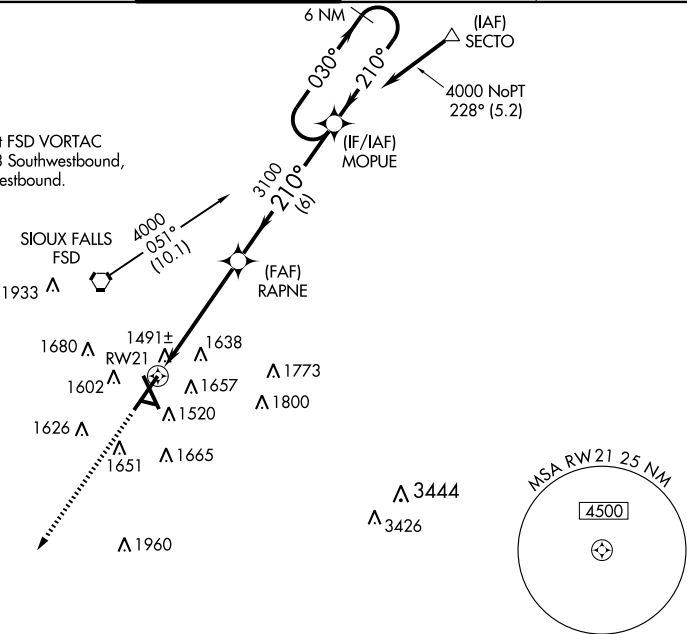 6 NM
(IAF)
SECTO
030°
210°
4000 NoPT
228° (5.2)
(IF/IAF)
MOPUE
FSD VORTAC
Southwestbound,
3100
210°
(6)
SIOUX FALLS
FSD
4000
051°
(10.1)
(FAF)
RAPNE
1933
1491±
1638
1680
RW21
1602
1657
1773
1800
1520
1626
1651
1665
3444
3426
1960
MSA RW 21 25 NM
4500